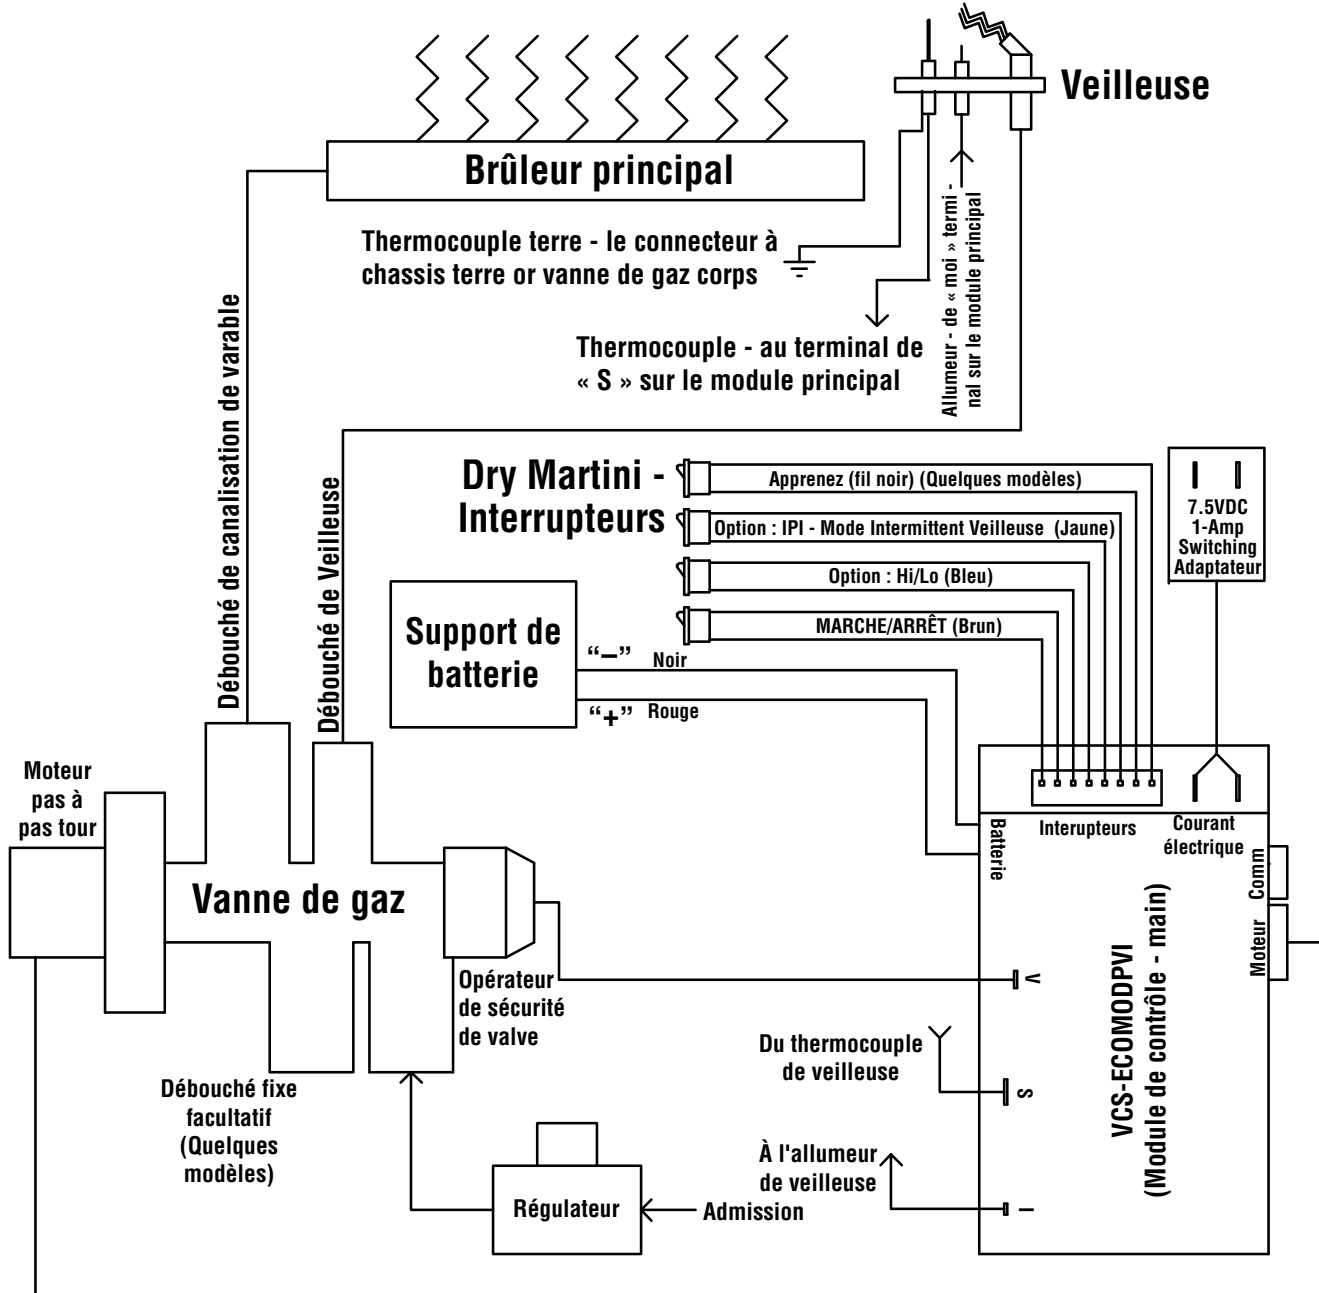 Veilleuse
Brûleur principal
Thermocouple terre - le connecteur à
chassis terre or vanne de gaz corps
Thermocouple - au terminal de
« S » sur le module principal
Allumeur - de « moi » termi -
nal sur le module principal
Débouché de canalisation de varable
Débouché de Veilleuse
Dry Martini -
Interrupteurs
Apprenez (fil noir) (Quelques modèles)
Option : IPI - Mode Intermittent Veilleuse (Jaune)
Option : Hi/Lo (Bleu)
MARCHE/ARRÊT (Brun)
7.5VDC
1-Amp
Switching
Adaptateur
Support de
batterie
“–”
Noir
“+”
Rouge
Moteur
pas à
pas tour
Vanne de gaz
Opérateur
de sécurité
de valve
Débouché fixe
facultatif
(Quelques
modèles)
Régulateur
Admission
Batterie
Interupteurs
Courant
électrique
Comm
Moteur
VCS-ECOMODPVI
(Module de contrôle - main)
V
Du thermocouple
de veilleuse
S
À l'allumeur
de veilleuse
I